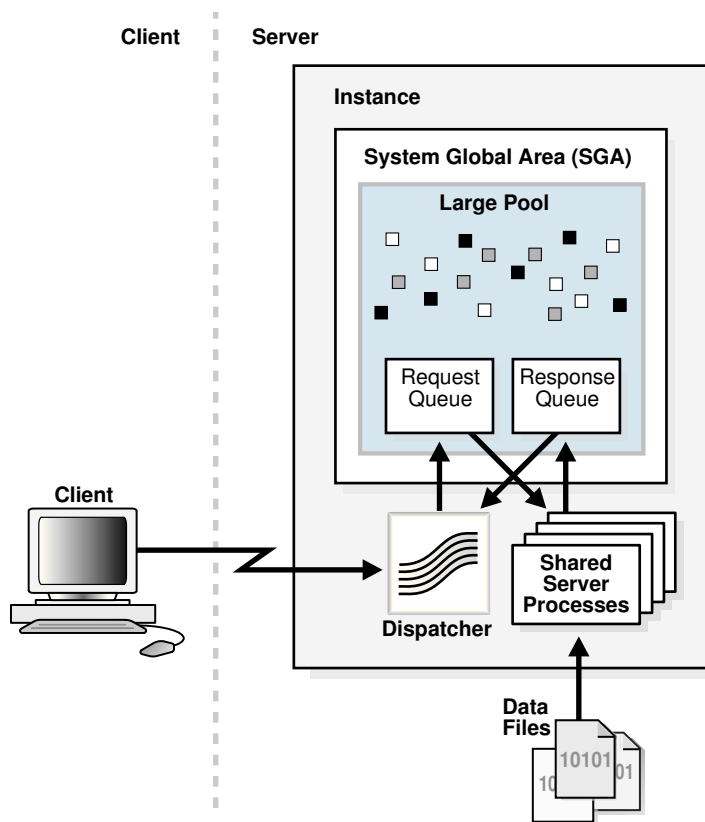 Client
Server
Instance
System Global Area (SGA)
Large Pool
Request
Queue
Response
Queue
Client
Dispatcher
Shared
Server
Processes
Data
Files
10101
10
01